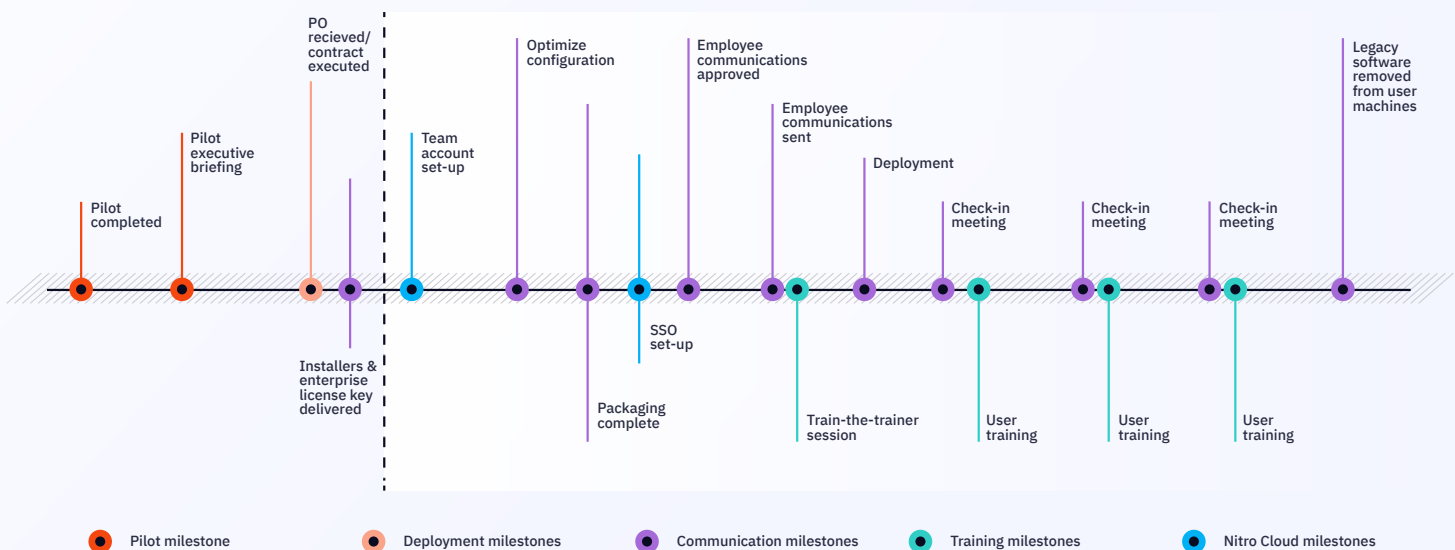 PO
recieved/
contract
executed
Optimize
configuration
Employee
communications
approved
Legacy
software
removed
from user
machines
Employee
communications
sent
Pilot
executive
briefing
Team
account
set-up
Deployment
Pilot
completed
Check-in
meeting
Check-in
meeting
Check-in
meeting
SSO
set-up
Installers &
enterprise
license key
delivered
Packaging
complete
Train-the-trainer
session
User
training
User
training
User
training
Pilot milestone
Deployment milestones
Communication milestones
Training milestones
Nitro Cloud milestones